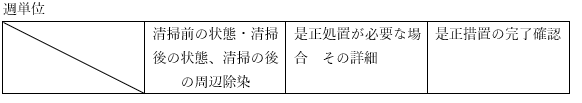 週単位
清掃前の状態・清掃
後の状態、清掃の後
の周辺除染
是正処置が必要な場
合　その詳細
是正措置の完了確認